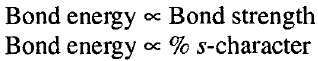 Bond energy ∝ Bond strength
Bond energy ∝ % s-character